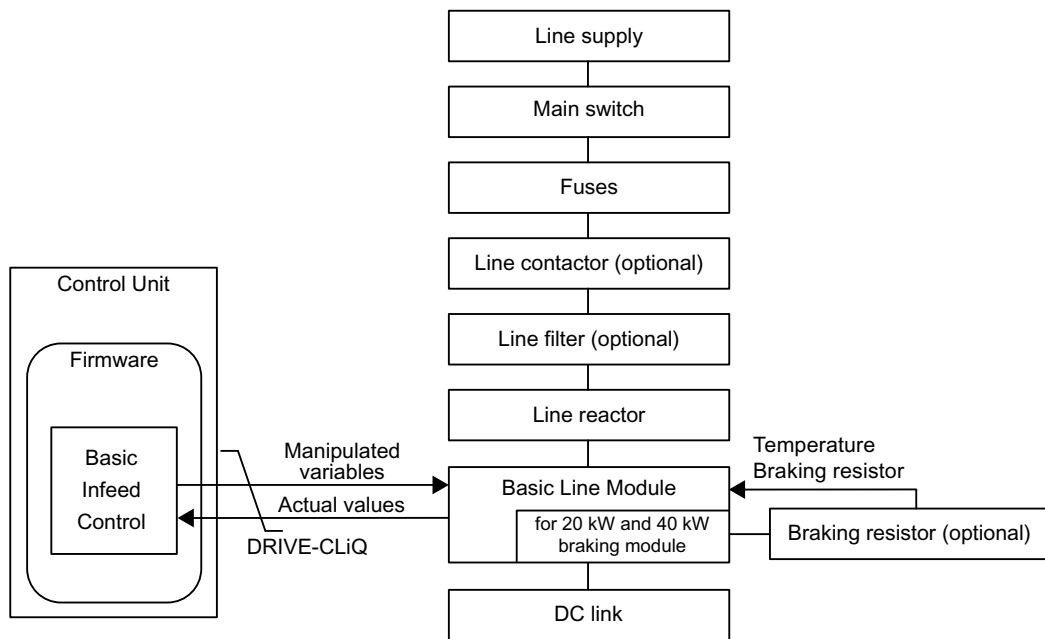 Line supply
Main switch
Fuses
Line contactor (optional)
Line filter (optional)
Line reactor
Control Unit
Firmware
Basic
Infeed
Control
Manipulated
variables
Actual values
DRIVE-CLiQ
Basic Line Module
for 20 kW and 40 kW
braking module
Temperature
Braking resistor
Braking resistor (optional)
DC link